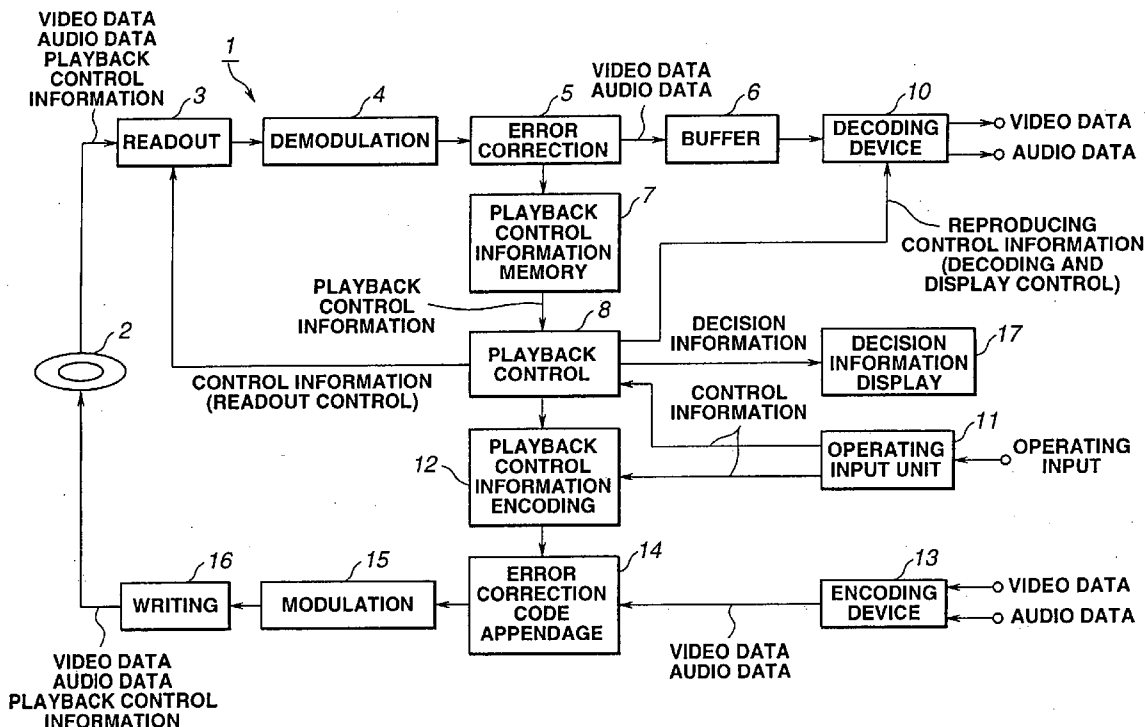 VIDEO DATA
AUDIO DATA
PLAYBACK
CONTROL
INFORMATION
1
3
READOUT
4
DEMODULATION
5
ERROR
CORRECTION
VIDEO DATA
AUDIO DATA
6
BUFFER
10
DECODING
DEVICE
VIDEO DATA
AUDIO DATA
7
PLAYBACK
CONTROL
INFORMATION
MEMORY
REPRODUCING
CONTROL INFORMATION
(DECODING AND
DISPLAY CONTROL)
PLAYBACK
CONTROL
INFORMATION
2
8
PLAYBACK
CONTROL
DECISION
INFORMATION
17
DECISION
INFORMATION
DISPLAY
CONTROL INFORMATION
(READOUT CONTROL)
CONTROL
INFORMATION
11
OPERATING
INPUT UNIT
OPERATING
INPUT
12
PLAYBACK
CONTROL
INFORMATION
ENCODING
16
WRITING
15
MODULATION
14
ERROR
CORRECTION
CODE
APPENDAGE
13
ENCODING
DEVICE
VIDEO DATA
AUDIO DATA
VIDEO DATA
AUDIO DATA
VIDEO DATA
AUDIO DATA
PLAYBACK CONTROL
INFORMATION